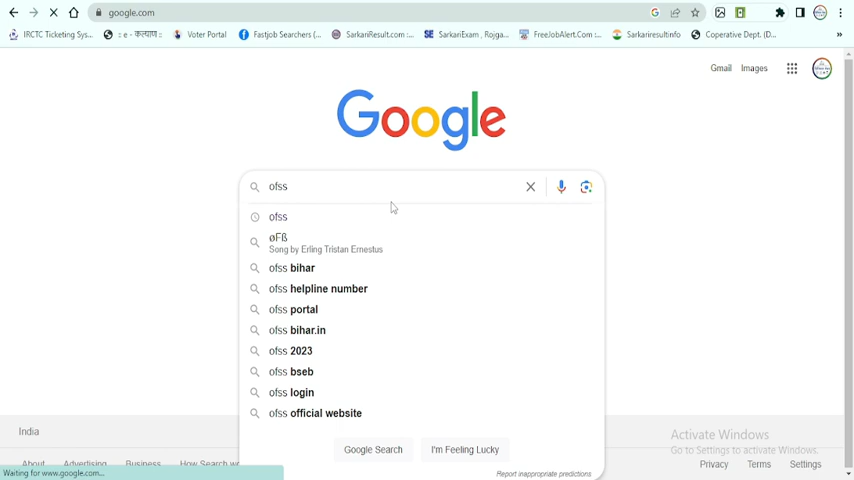 google.com
IRCTC Ticketing Sys...
:: e - कल्याण ::
Voter Portal
Fastjob Searchers (...
SarkariResult.com :...
SE SarkariExam , Rojga...
FreeJobAlert.Com :...
Sarkariresultinfo
Coperative Dept. (D...
»
Gmail
Images
Google
ofss
ofss
øFß
Song by Erling Tristan Ernestus
ofss bihar
ofss helpline number
ofss portal
ofss bihar.in
ofss 2023
ofss bseb
ofss login
ofss official website
Google Search
I'm Feeling Lucky
Report inappropriate predictions
India
About
Advertising
Business
How Search w
Activate Windows
Go to Settings to activate Windows.
Privacy
Terms
Settings
Waiting for www.google.com...